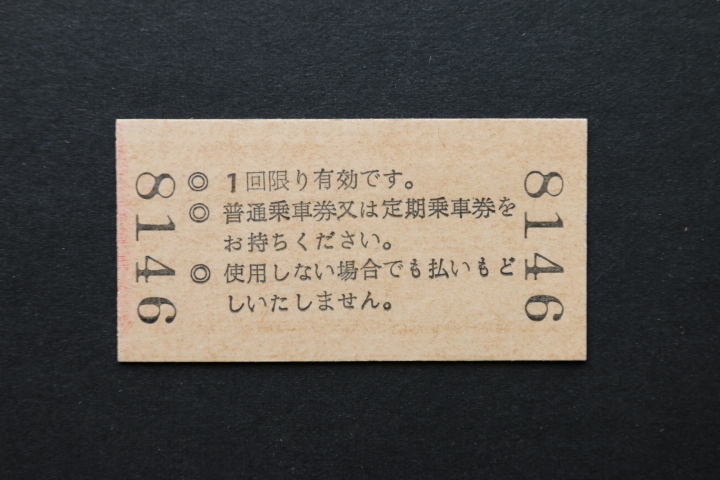 8146
◎ 1回限り有効です。
◎ 普通乗車券又は定期乗車券を
お持ちください。
◎ 使用しない場合でも払いもど
しいたしません。
8146